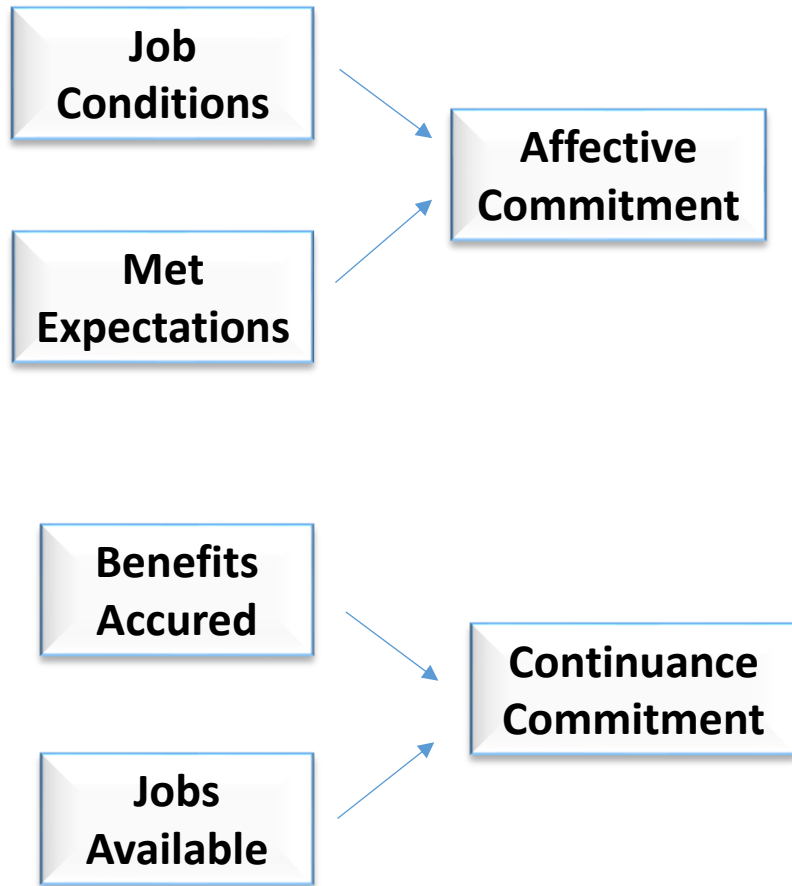 Job
Conditions
Affective
Commitment
Met
Expectations
Benefits
Accured
Continuance
Commitment
Jobs
Available